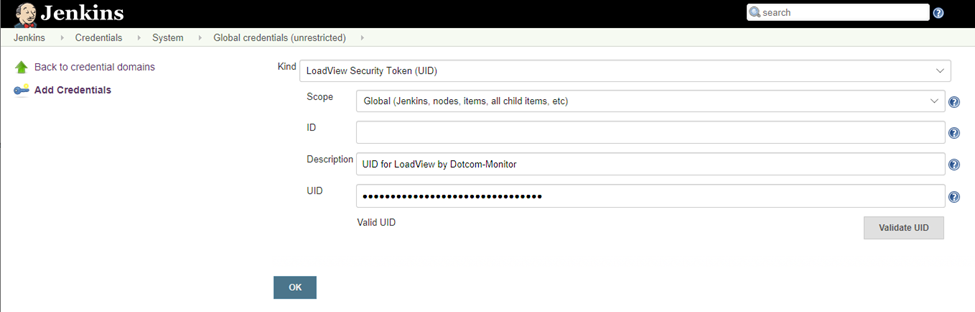 Jenkins
search
Jenkins Credentials System Global credentials (unrestricted)
Back to credential domains
Add Credentials
Kind LoadView Security Token (UID)
Scope Global (Jenkins, nodes, items, all child items, etc)
ID
Description UID for LoadView by Dotcom-Monitor
UID ••••••••••••••••••••••••••••••••
Valid UID
Validate UID
OK